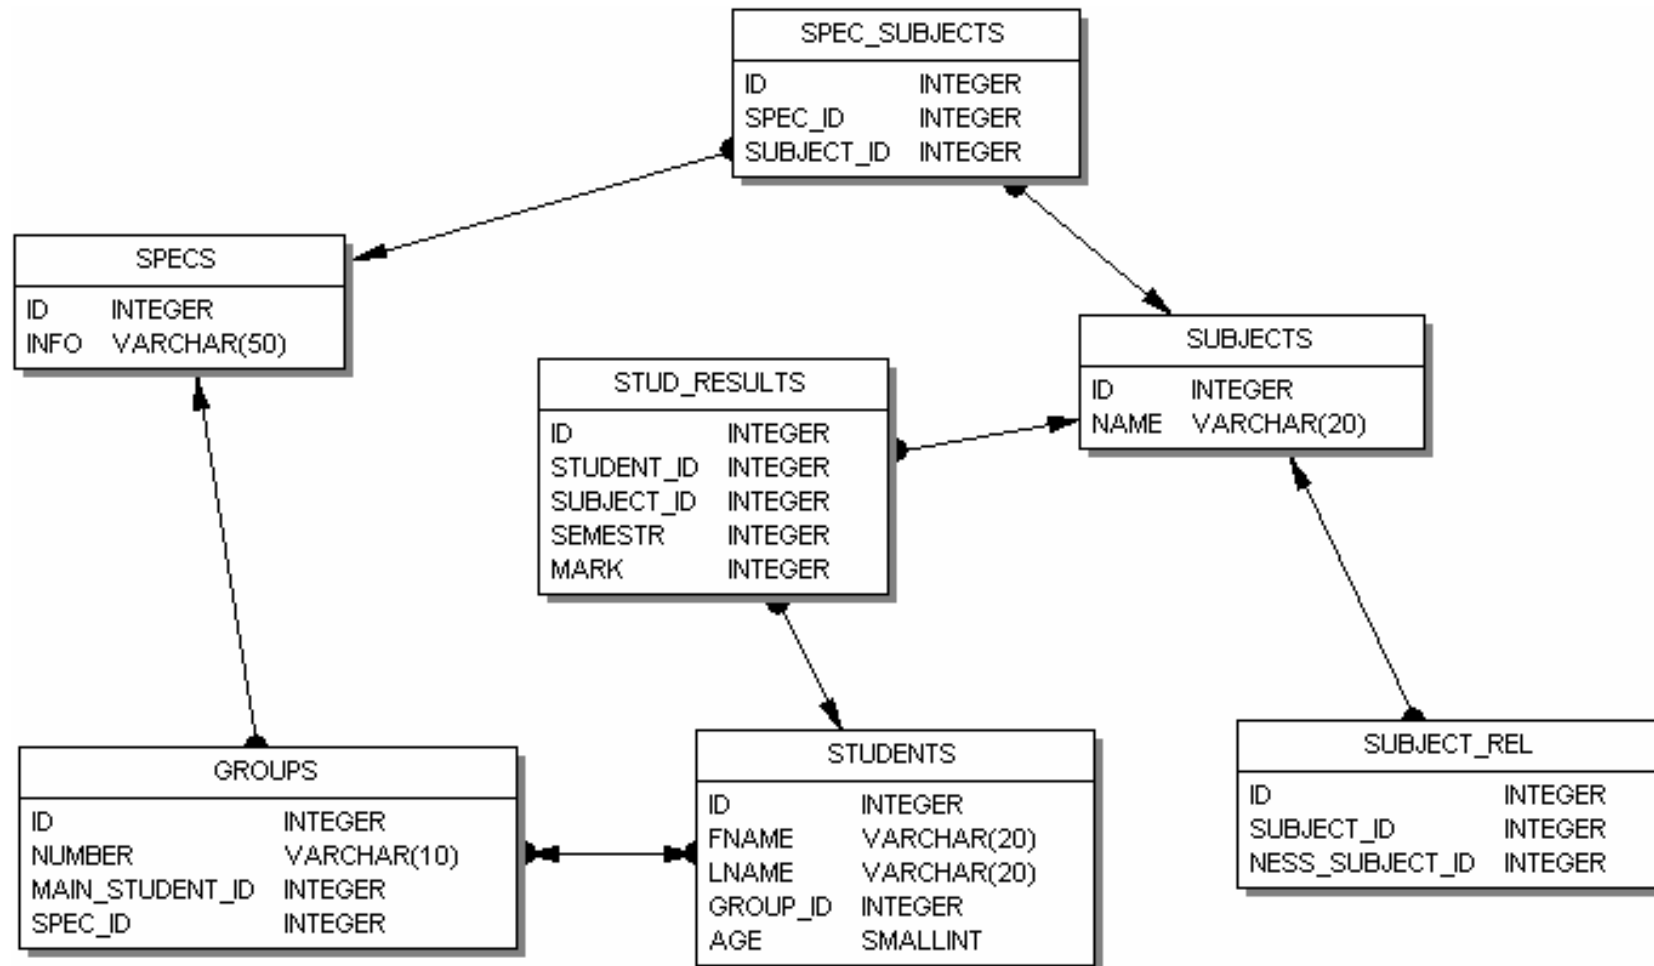 SPEC_SUBJECTS
ID INTEGER
SPEC_ID INTEGER
SUBJECT_ID INTEGER
SPECS
ID INTEGER
INFO VARCHAR(50)
SUBJECTS
ID INTEGER
NAME VARCHAR(20)
STUD_RESULTS
ID INTEGER
STUDENT_ID INTEGER
SUBJECT_ID INTEGER
SEMESTR INTEGER
MARK INTEGER
GROUPS
ID INTEGER
NUMBER VARCHAR(10)
MAIN_STUDENT_ID INTEGER
SPEC_ID INTEGER
STUDENTS
ID INTEGER
FNAME VARCHAR(20)
LNAME VARCHAR(20)
GROUP_ID INTEGER
AGE SMALLINT
SUBJECT_REL
ID INTEGER
SUBJECT_ID INTEGER
NESS_SUBJECT_ID INTEGER